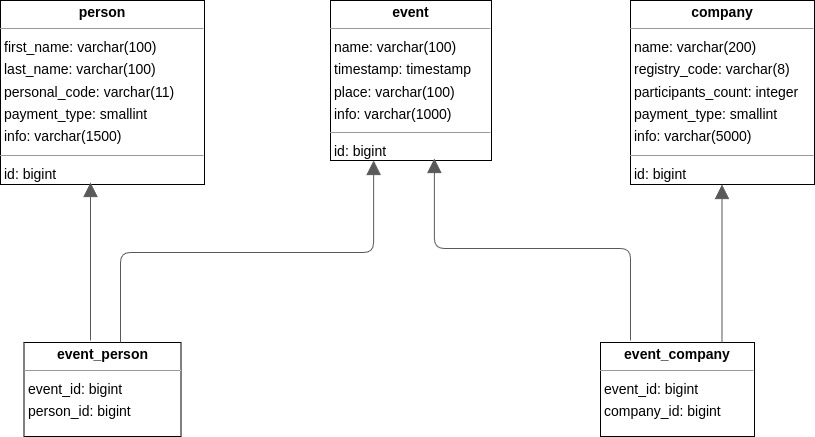 person
first_name: varchar(100)
last_name: varchar(100)
personal_code: varchar(11)
payment_type: smallint
info: varchar(1500)
id: bigint
event
name: varchar(100)
timestamp: timestamp
place: varchar(100)
info: varchar(1000)
id: bigint
company
name: varchar(200)
registry_code: varchar(8)
participants_count: integer
payment_type: smallint
info: varchar(5000)
id: bigint
event_person
event_id: bigint
person_id: bigint
event_company
event_id: bigint
company_id: bigint